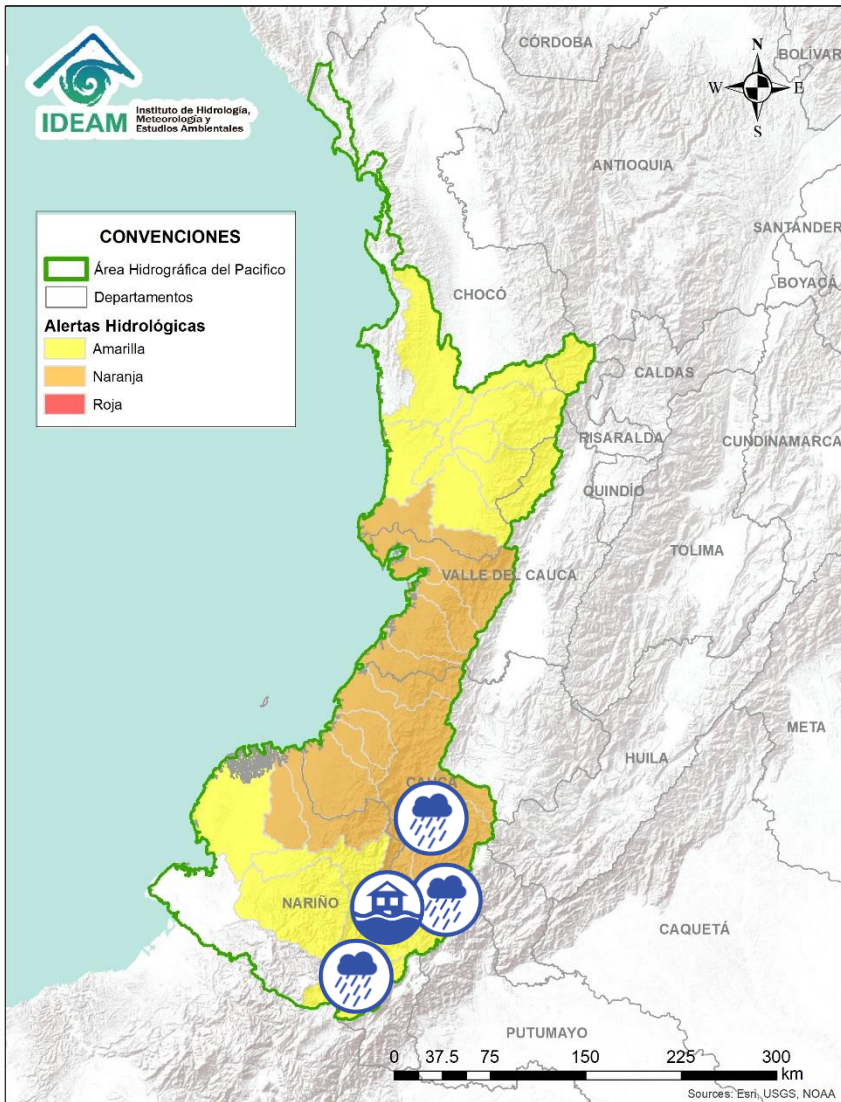 IDEAM
Instituto de Hidrología,
Meteorología y
Estudios Ambientales
N
W
E
S
CONVENCIONES
Área Hidrográfica del Pacifico
Departamentos
Alertas Hidrológicas
Amarilla
Naranja
Roja
CÓRDOBA
BOLÍVAR
ANTIOQUIA
SANTANDER
BOYACÁ
CHOCÓ
CALDAS
RISARALDA
CUNDINAMARCA
QUINDÍO
TOLIMA
VALLE DEL CAUCA
META
HUILA
CAUCA
NARIÑO
CAQUETÁ
PUTUMAYO
0 37.5 75 150 225 300
km
Sources: Esri, USGS, NOAA